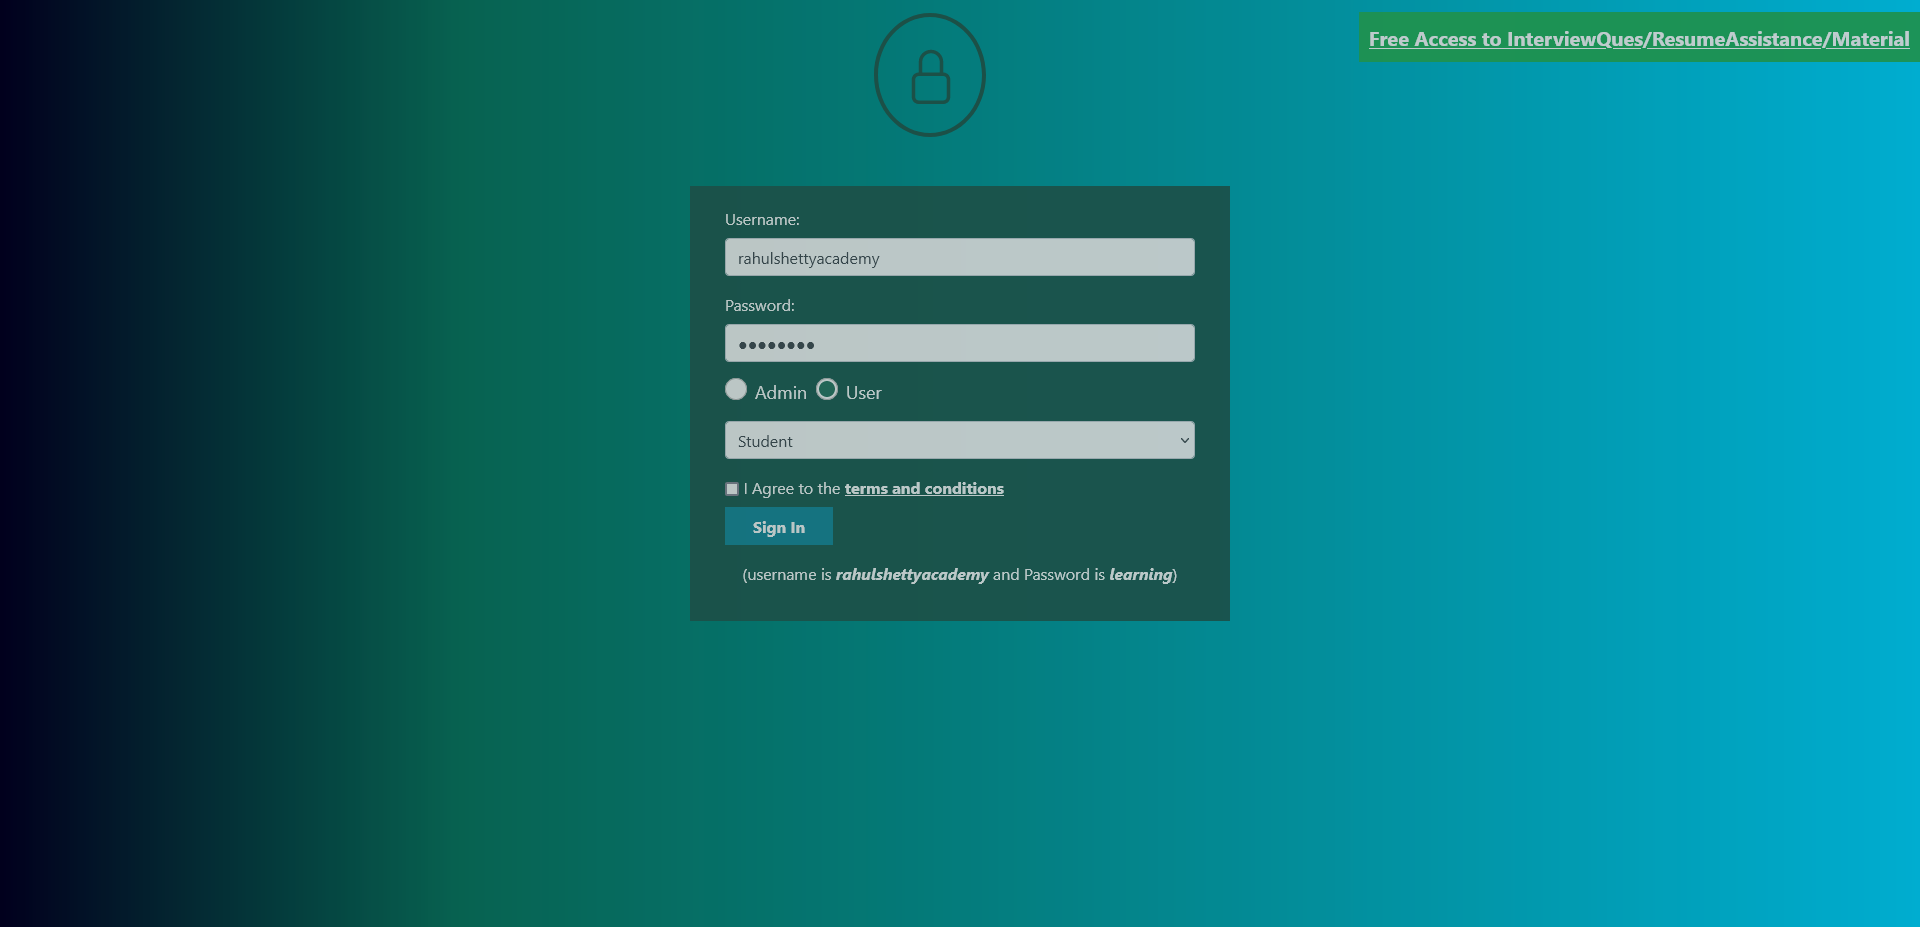 Free Access to InterviewQues/ResumeAssistance/Material
Username:
rahulshettyacademy
Password:
••••••••
Admin User
Student
I Agree to the terms and conditions
Sign In
(username is rahulshettyacademy and Password is learning)